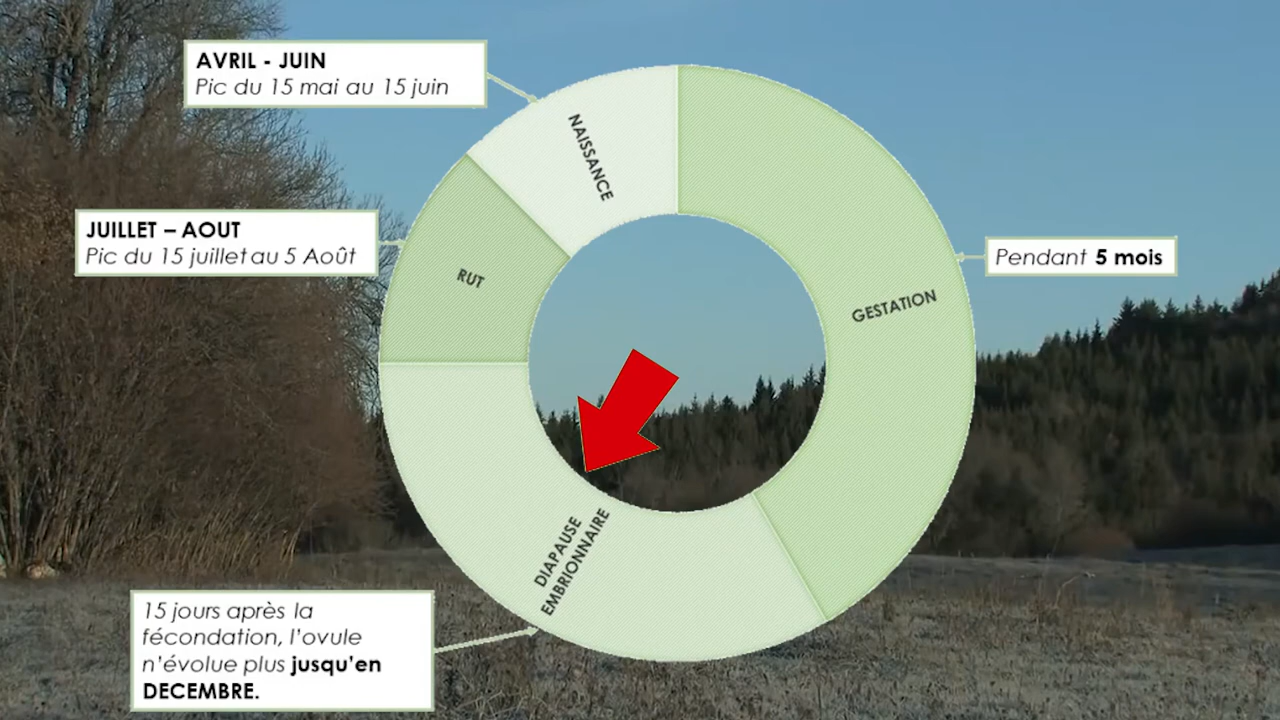 AVRIL - JUIN
Pic du 15 mai au 15 juin
NAISSANCE
JUILLET – AOUT
Pic du 15 juillet au 5 Août
RUT
Pendant 5 mois
GESTATION
DIAPAUSE
EMBRIONNAIRE
15 jours après la
fécondation, l'ovule
n'évolue plus jusqu'en
DECEMBRE.